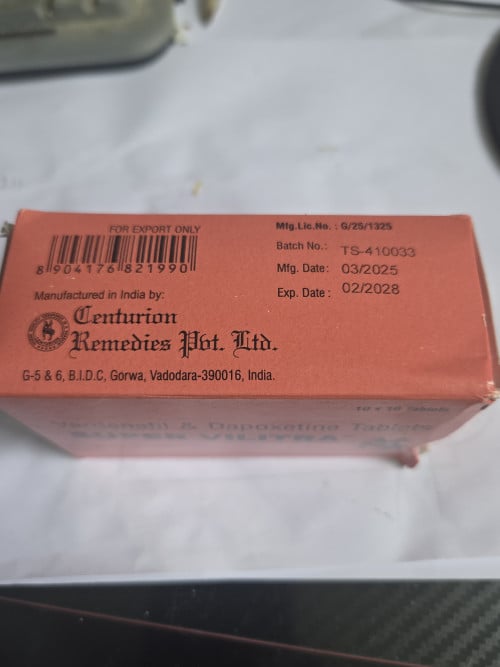 FOR EXPORT ONLY
8 904176 821990
Mfg.Lic.No. : G/25/1325
Batch No.: TS-410033
Mfg. Date: 03/2025
Exp. Date : 02/2028
Manufactured in India by:
Centurion
Remedies Pvt. Ltd.
G-5 & 6, B.I.D.C, Gorwa, Vadodara-390016, India.
10 x 10 Tablets
Vardenafil & Dapoxetine Tablets
SUPER VILITRA